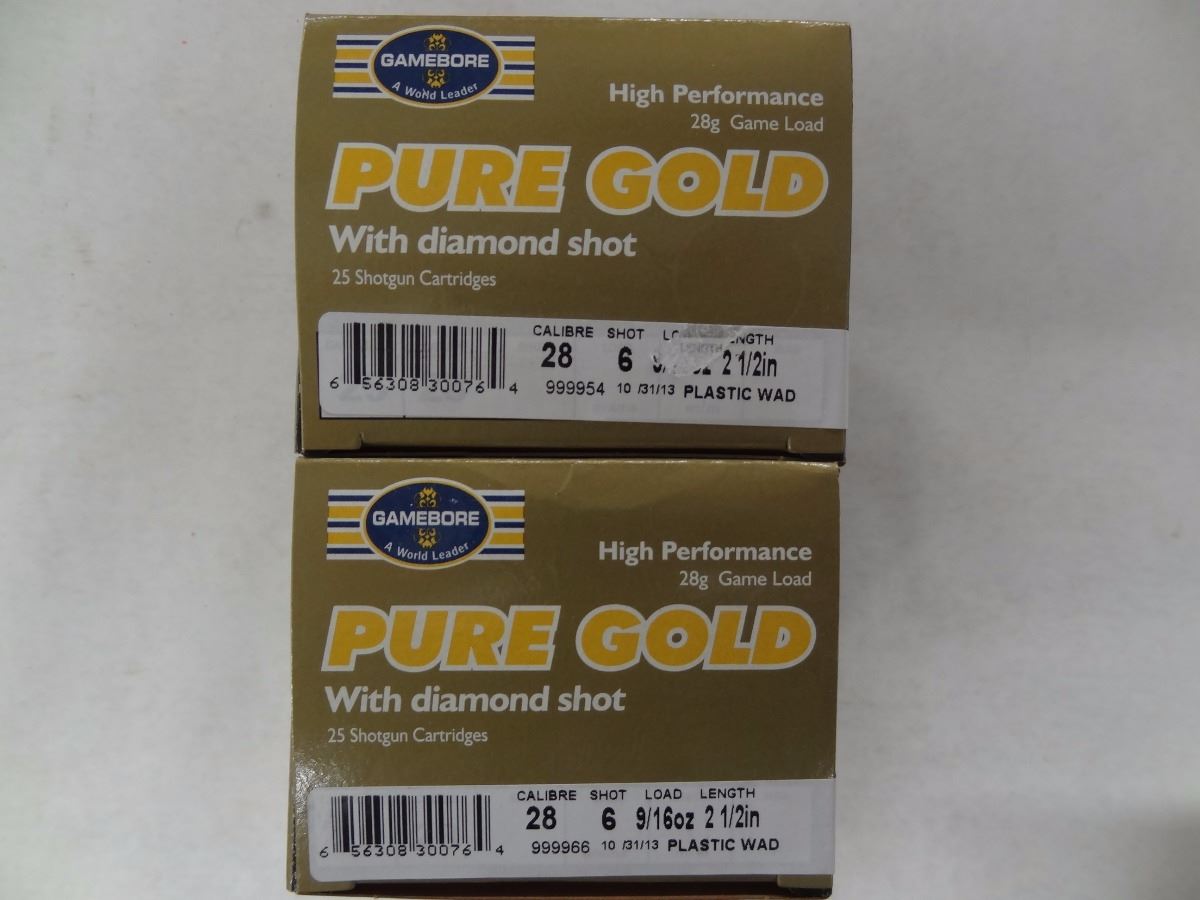 GAMEBORE
A World Leader
High Performance
28g Game Load
PURE GOLD
With diamond shot
25 Shotgun Cartridges
CALIBRE SHOT LENGTH
28 6 2 1/2in
6 56308 30076 4
999954 10 /31/13 PLASTIC WAD
GAMEBORE
A World Leader
High Performance
28g Game Load
PURE GOLD
With diamond shot
25 Shotgun Cartridges
CALIBRE SHOT LOAD LENGTH
28 6 9/16oz 2 1/2in
6 56308 30076 4
999966 10 /31/13 PLASTIC WAD